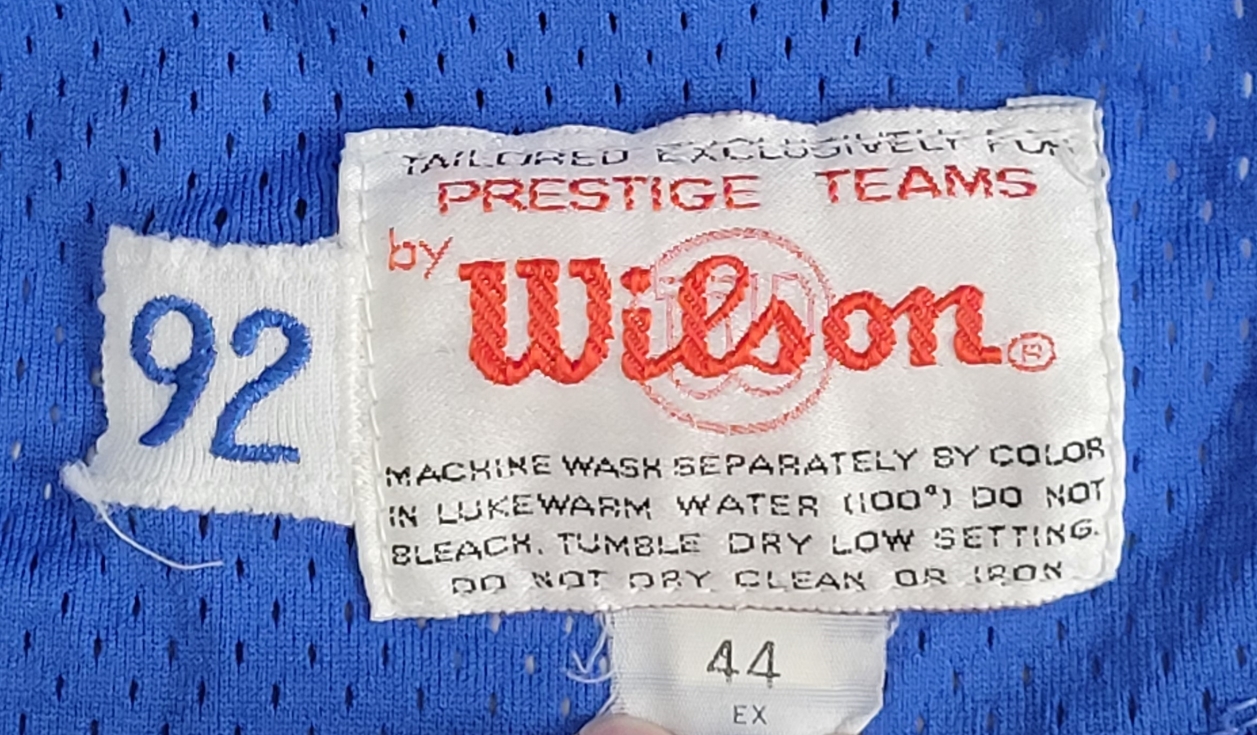 92
TAILORED EXCLUSIVELY FOR
PRESTIGE TEAMS
by
Wilson®
MACHINE WASH SEPARATELY BY COLOR
IN LUKEWARM WATER (100°) DO NOT
BLEACH. TUMBLE DRY LOW SETTING.
DO NOT DRY CLEAN OR IRON
44
EX